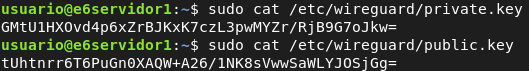 usuario@e6servidor1:~$ sudo cat /etc/wireguard/private.key
GMtU1HXOvd4p6xZrBJKxK7czL3pwMYZr/RjB9G7oJkw=
usuario@e6servidor1:~$ sudo cat /etc/wireguard/public.key
tUhtnrr6T6PuGn0XAQW+A26/1NK8sVwwSaWLYJOSjGg=